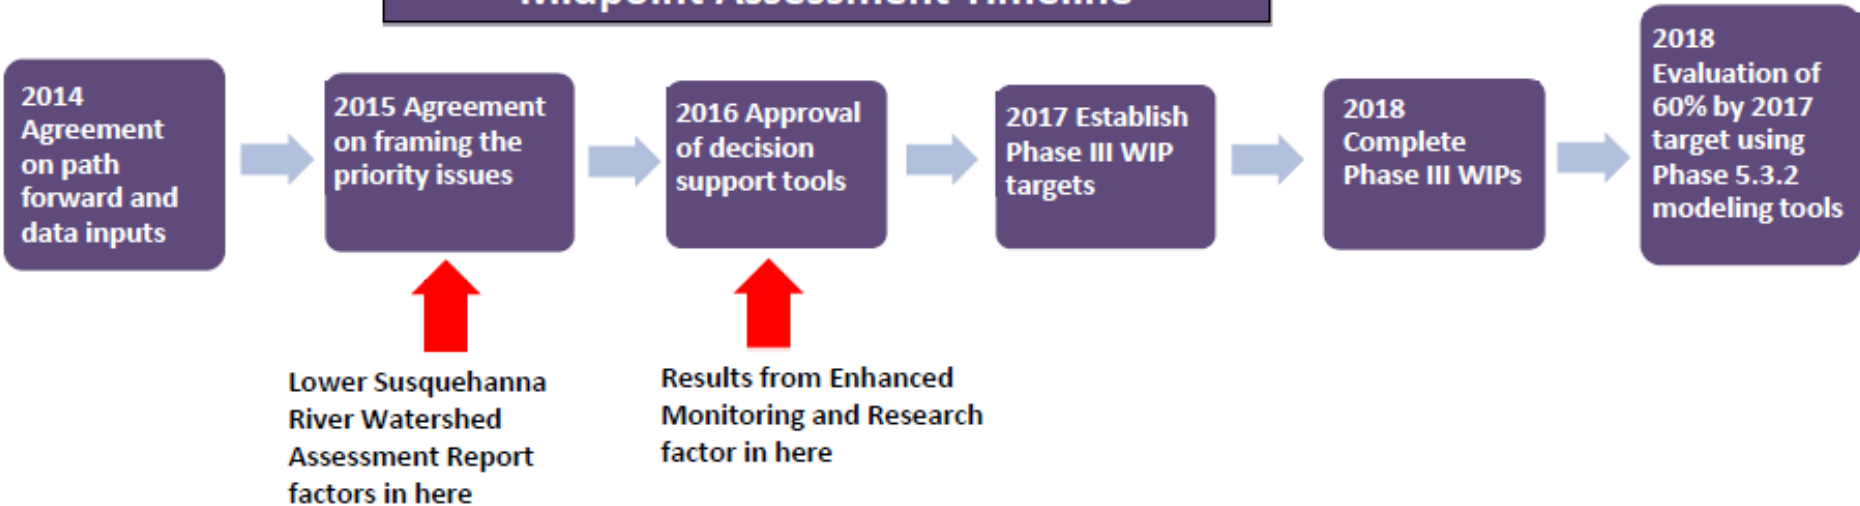 Midpoint Assessment Timeline
2014
Agreement
on path
forward and
data inputs
2015 Agreement
on framing the
priority issues
2016 Approval
of decision
support tools
2017 Establish
Phase III WIP
targets
2018
Complete
Phase III WIPs
2018
Evaluation of
60% by 2017
target using
Phase 5.3.2
modeling tools
Lower Susquehanna
River Watershed
Assessment Report
factors in here
Results from Enhanced
Monitoring and Research
factor in here